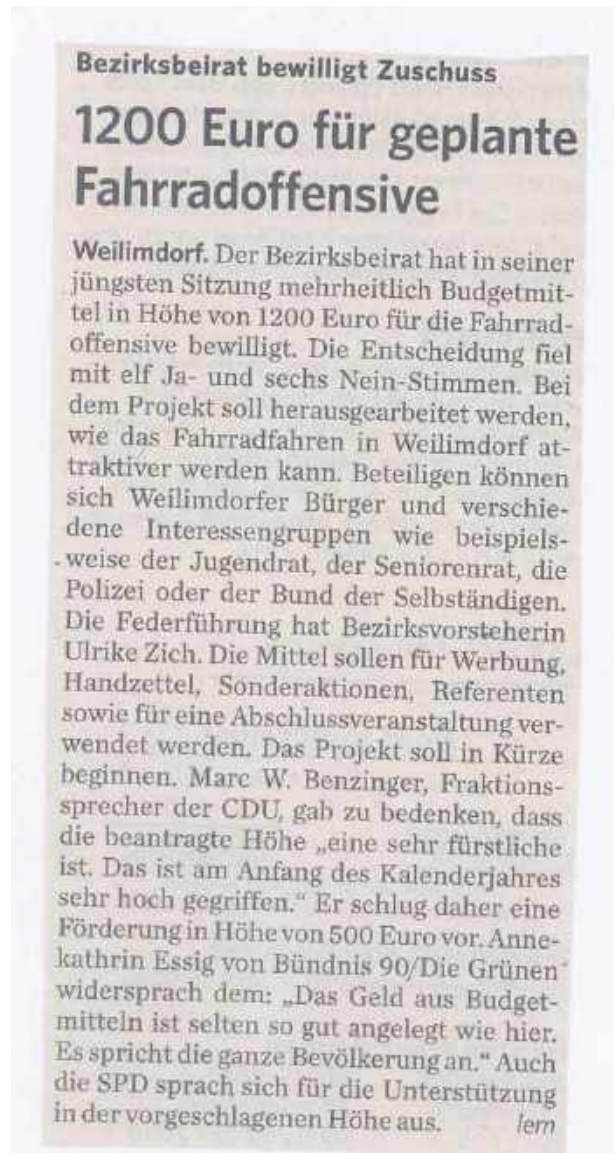 Bezirksbeirat bewilligt Zuschuss
1200 Euro für geplante
Fahrradoffensive
Weilimdorf. Der Bezirksbeirat hat in seiner
jüngsten Sitzung mehrheitlich Budgetmit-
tel in Höhe von 1200 Euro für die Fahrrad-
offensive bewilligt. Die Entscheidung fiel
mit elf Ja- und sechs Nein-Stimmen. Bei
dem Projekt soll herausgearbeitet werden,
wie das Fahrradfahren in Weilimdorf at-
traktiver werden kann. Beteiligen können
sich Weilimdorfer Bürger und verschie-
dene Interessengruppen wie beispiels-
weise der Jugendrat, der Seniorenrat, die
Polizei oder der Bund der Selbständigen.
Die Federführung hat Bezirksvorsteherin
Ulrike Zich. Die Mittel sollen für Werbung,
Handzettel, Sonderaktionen, Referenten
sowie für eine Abschlussveranstaltung ver-
wendet werden. Das Projekt soll in Kürze
beginnen. Marc W. Benzinger, Fraktions-
sprecher der CDU, gab zu bedenken, dass
die beantragte Höhe „eine sehr fürstliche
ist. Das ist am Anfang des Kalenderjahres
sehr hoch gegriffen.“ Er schlug daher eine
Förderung in Höhe von 500 Euro vor. Anne-
kathrin Essig von Bündnis 90/Die Grünen
widersprach dem: „Das Geld aus Budget-
mitteln ist selten so gut angelegt wie hier.
Es spricht die ganze Bevölkerung an.“ Auch
die SPD sprach sich für die Unterstützung
in der vorgeschlagenen Höhe aus. lem